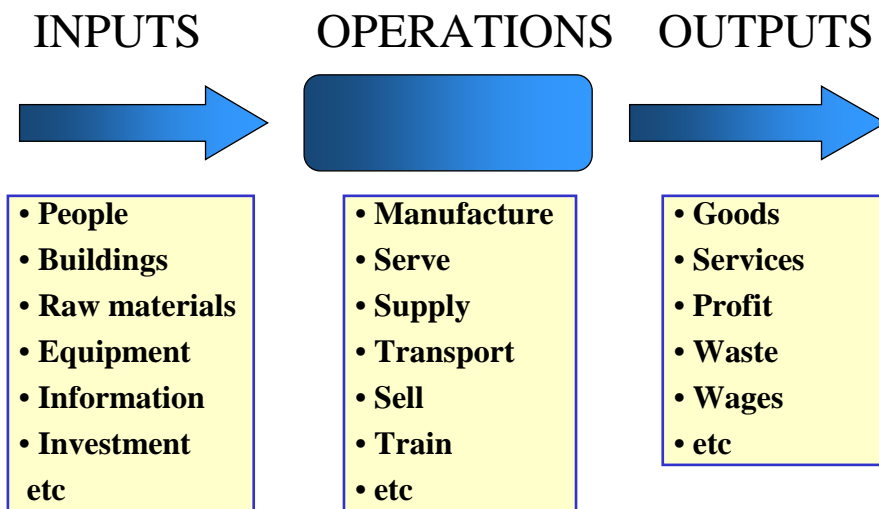 INPUTS
OPERATIONS
OUTPUTS
• People
• Buildings
• Raw materials
• Equipment
• Information
• Investment
etc
• Manufacture
• Serve
• Supply
• Transport
• Sell
• Train
• etc
• Goods
• Services
• Profit
• Waste
• Wages
• etc